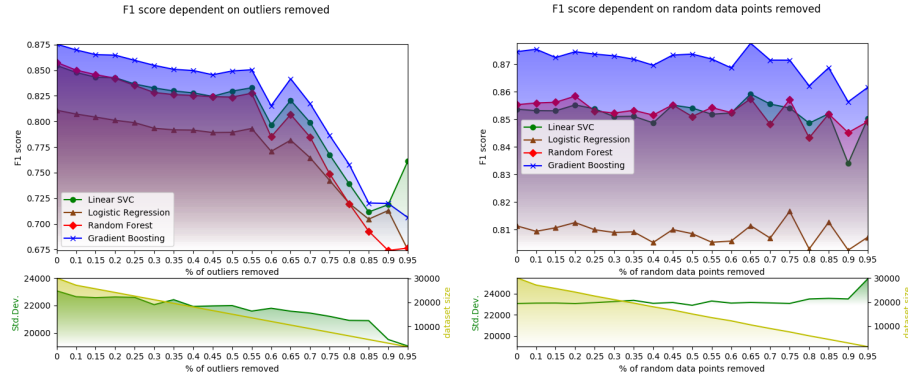 F1 score dependent on outliers removed
0.875
0.850
0.825
0.800
0.775
0.750
0.725
0.700
0.675
F1 score
Linear SVC
Logistic Regression
Random Forest
Gradient Boosting
0 0.1 0.15 0.2 0.25 0.3 0.35 0.4 0.45 0.5 0.55 0.6 0.65 0.7 0.75 0.8 0.85 0.9 0.95
% of outliers removed
24000
22000
20000
Std.Dev.
30000
20000
10000
dataset size
0 0.1 0.15 0.2 0.25 0.3 0.35 0.4 0.45 0.5 0.55 0.6 0.65 0.7 0.75 0.8 0.85 0.9 0.95
% of outliers removed
F1 score dependent on random data points removed
0.87
0.86
0.85
0.84
0.83
0.82
0.81
F1 score
Linear SVC
Logistic Regression
Random Forest
Gradient Boosting
0 0.1 0.15 0.2 0.25 0.3 0.35 0.4 0.45 0.5 0.55 0.6 0.65 0.7 0.75 0.8 0.85 0.9 0.95
% of random data points removed
24000
22000
20000
Std.Dev.
30000
20000
10000
dataset size
0 0.1 0.15 0.2 0.25 0.3 0.35 0.4 0.45 0.5 0.55 0.6 0.65 0.7 0.75 0.8 0.85 0.9 0.95
% of random data points removed